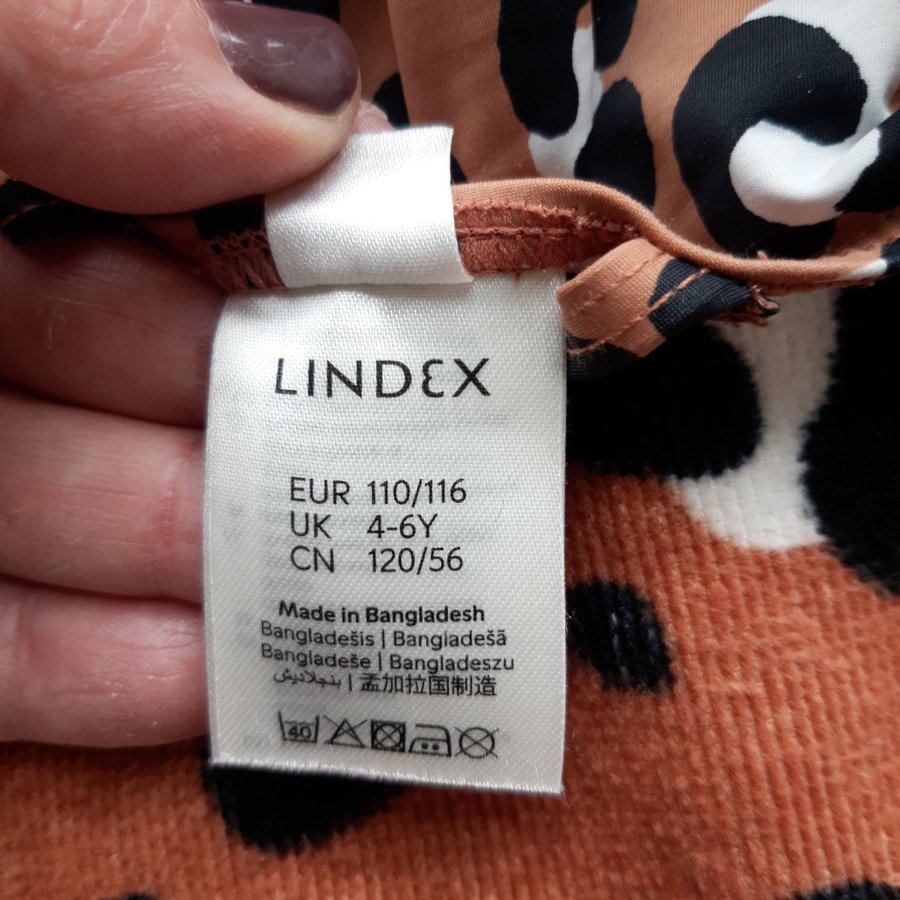 LINDEX
EUR 110/116
UK 4-6Y
CN 120/56
Made in Bangladesh
Bangladešis | Bangladešā
Bangladeše | Bangladeszu
بنجلاديش | 孟加拉国制造
40